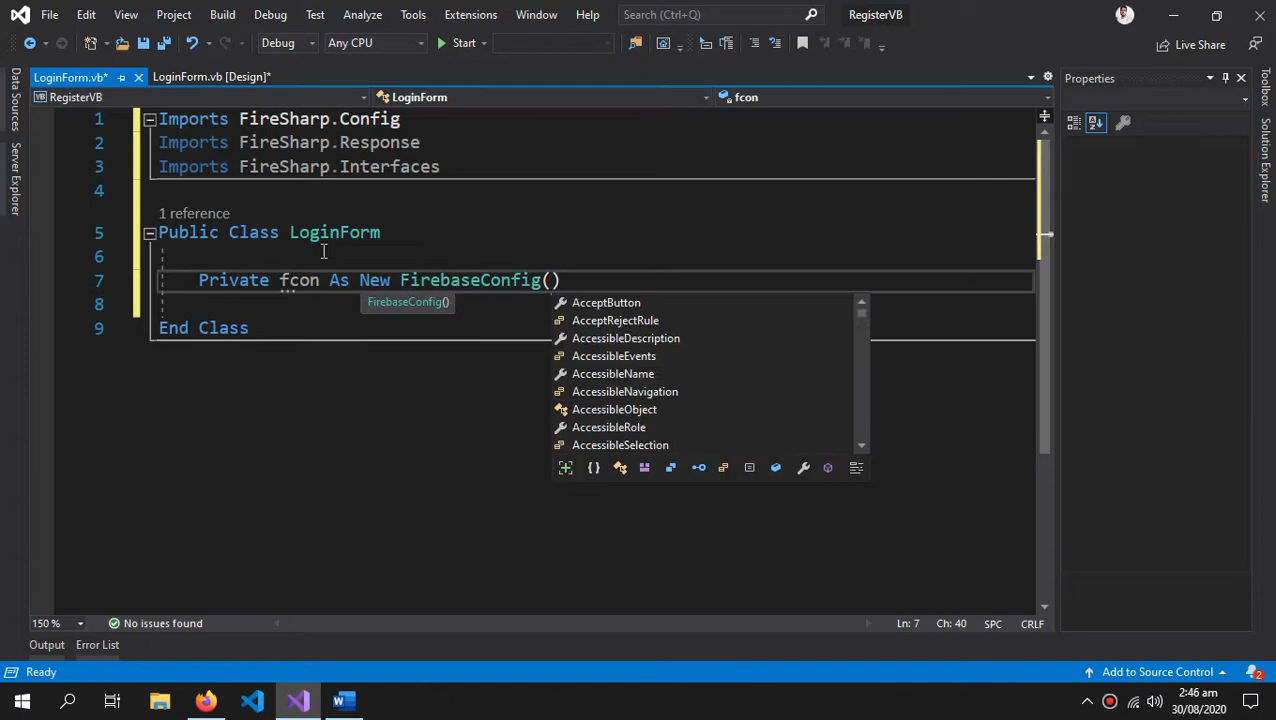 File Edit View Project Build Debug Test Analyze Tools Extensions Window Help Search (Ctrl+Q) RegisterVB
Debug Any CPU Start Live Share
LoginForm.vb* LoginForm.vb [Design]* Properties
RegisterVB LoginForm fcon
Data Sources
Server Explorer
Toolbox
Solution Explorer
1 Imports FireSharp.Config
2 Imports FireSharp.Response
3 Imports FireSharp.Interfaces
4
1 reference
5 Public Class LoginForm
6
7 Private fcon As New FirebaseConfig()
8
9 End Class
FirebaseConfig()
AcceptButton
AcceptRejectRule
AccessibleDescription
AccessibleEvents
AccessibleName
AccessibleNavigation
AccessibleObject
AccessibleRole
AccessibleSelection
150 % No issues found Ln: 7 Ch: 40 SPC CRLF
Output Error List
Ready Add to Source Control 2
2:46 am
30/08/2020